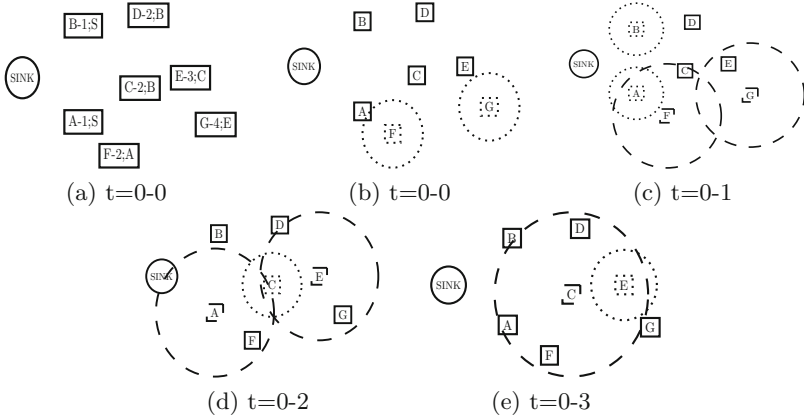 B-1;S
D-2;B
SINK
C-2;B
E-3;C
A-1;S
G-4;E
F-2;A
(a) t=0-0
B
D
SINK
C
E
A
F
G
(b) t=0-0
B
D
SINK
C
E
A
G
F
(c) t=0-1
B
D
SINK
C
E
A
G
F
(d) t=0-2
B
D
SINK
C
E
A
G
F
(e) t=0-3